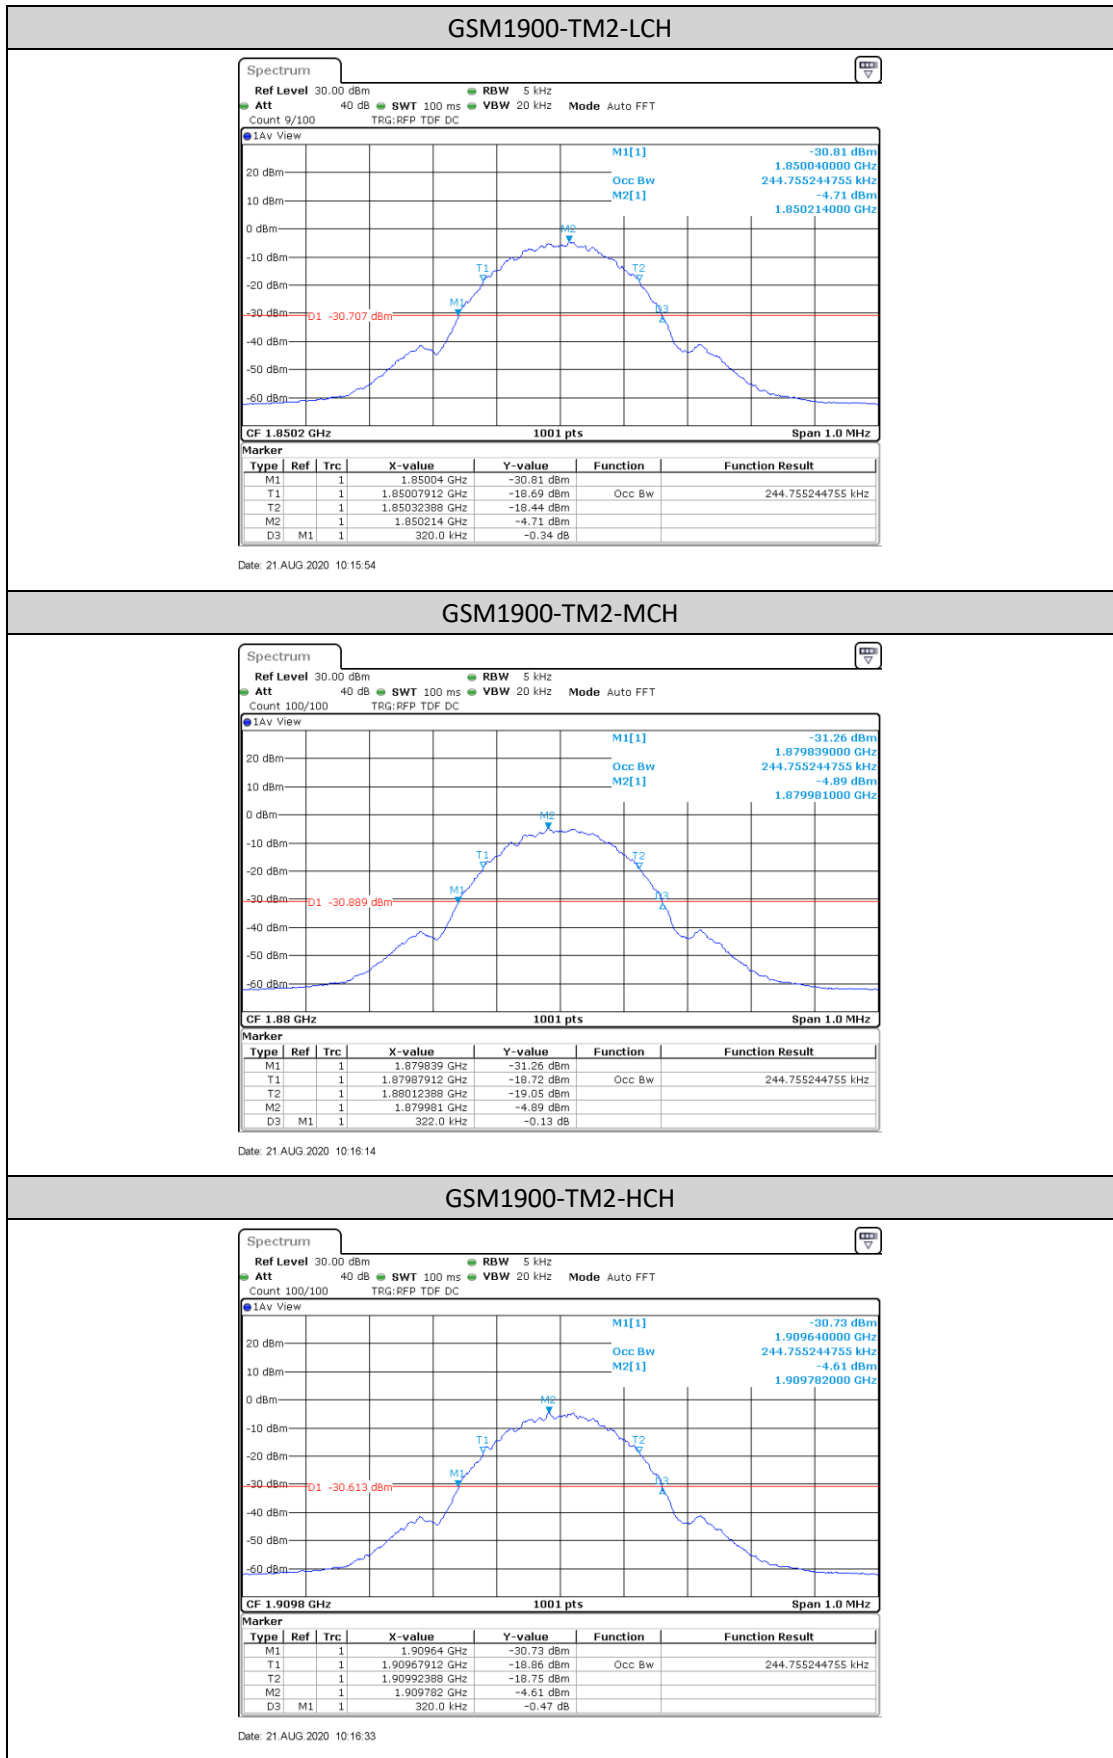 GSM1900-TM2-LCH
Spectrum
Ref Level 30.00 dBm RBW 5 kHz
Att 40 dB SWT 100 ms VBW 20 kHz Mode Auto FFT
Count 9/100 TRG:RFP TDF DC
1Av View
M1[1] -30.81 dBm
1.850040000 GHz
20 dBm
Occ Bw 244.755244755 kHz
M2[1] -4.71 dBm
10 dBm
1.850214000 GHz
0 dBm
M2
-10 dBm
T1 T2
-20 dBm
M1 D3
-30 dBm
D1 -30.707 dBm
-40 dBm
-50 dBm
-60 dBm
CF 1.8502 GHz 1001 pts Span 1.0 MHz
Marker
Type Ref Trc X-value Y-value Function Function Result
M1 1 1.85004 GHz -30.81 dBm
T1 1 1.85007912 GHz -18.69 dBm Occ Bw 244.755244755 kHz
T2 1 1.85032388 GHz -18.44 dBm
M2 1 1.850214 GHz -4.71 dBm
D3 M1 1 320.0 kHz -0.34 dB
Date: 21.AUG.2020 10:15:54
GSM1900-TM2-MCH
Spectrum
Ref Level 30.00 dBm RBW 5 kHz
Att 40 dB SWT 100 ms VBW 20 kHz Mode Auto FFT
Count 100/100 TRG:RFP TDF DC
1Av View
M1[1] -31.26 dBm
1.879839000 GHz
20 dBm
Occ Bw 244.755244755 kHz
M2[1] -4.89 dBm
10 dBm
1.879981000 GHz
0 dBm
M2
-10 dBm
T1 T2
-20 dBm
M1 D3
-30 dBm
D1 -30.889 dBm
-40 dBm
-50 dBm
-60 dBm
CF 1.88 GHz 1001 pts Span 1.0 MHz
Marker
Type Ref Trc X-value Y-value Function Function Result
M1 1 1.879839 GHz -31.26 dBm
T1 1 1.87987912 GHz -18.72 dBm Occ Bw 244.755244755 kHz
T2 1 1.88012388 GHz -19.05 dBm
M2 1 1.879981 GHz -4.89 dBm
D3 M1 1 322.0 kHz -0.13 dB
Date: 21.AUG.2020 10:16:14
GSM1900-TM2-HCH
Spectrum
Ref Level 30.00 dBm RBW 5 kHz
Att 40 dB SWT 100 ms VBW 20 kHz Mode Auto FFT
Count 100/100 TRG:RFP TDF DC
1Av View
M1[1] -30.73 dBm
1.909640000 GHz
20 dBm
Occ Bw 244.755244755 kHz
M2[1] -4.61 dBm
10 dBm
1.909782000 GHz
0 dBm
M2
-10 dBm
T1 T2
-20 dBm
M1 D3
-30 dBm
D1 -30.613 dBm
-40 dBm
-50 dBm
-60 dBm
CF 1.9098 GHz 1001 pts Span 1.0 MHz
Marker
Type Ref Trc X-value Y-value Function Function Result
M1 1 1.90964 GHz -30.73 dBm
T1 1 1.90967912 GHz -18.86 dBm Occ Bw 244.755244755 kHz
T2 1 1.90992388 GHz -18.75 dBm
M2 1 1.909782 GHz -4.61 dBm
D3 M1 1 320.0 kHz -0.47 dB
Date: 21.AUG.2020 10:16:33